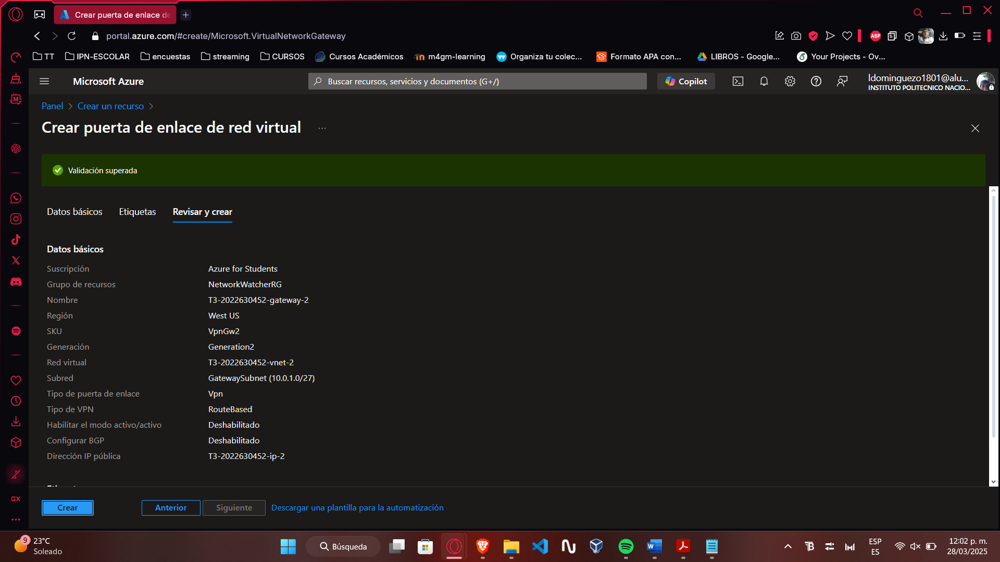 Crear puerta de enlace de
portal.azure.com/#create/Microsoft.VirtualNetworkGateway
ABP
TT
IPN-ESCOLAR
encuestas
streaming
CURSOS
Cursos Académicos
m4gm-learning
Organiza tu colec...
Formato APA con...
LIBROS - Google...
Your Projects - Ov...
Microsoft Azure
Buscar recursos, servicios y documentos (G+/)
Copilot
ldominguezo1801@alu...
INSTITUTO POLITECNICO NACIO...
Panel > Crear un recurso >
Crear puerta de enlace de red virtual ...
Validación superada
Datos básicos
Etiquetas
Revisar y crear
Datos básicos
Suscripción Azure for Students
Grupo de recursos NetworkWatcherRG
Nombre T3-2022630452-gateway-2
Región West US
SKU VpnGw2
Generación Generation2
Red virtual T3-2022630452-vnet-2
Subred GatewaySubnet (10.0.1.0/27)
Tipo de puerta de enlace Vpn
Tipo de VPN RouteBased
Habilitar el modo activo/activo Deshabilitado
Configurar BGP Deshabilitado
Dirección IP pública T3-2022630452-ip-2
Crear
Anterior
Siguiente
Descargar una plantilla para la automatización
GX
9
23°C
Soleado
Búsqueda
ESP
ES
12:02 p. m.
28/03/2025